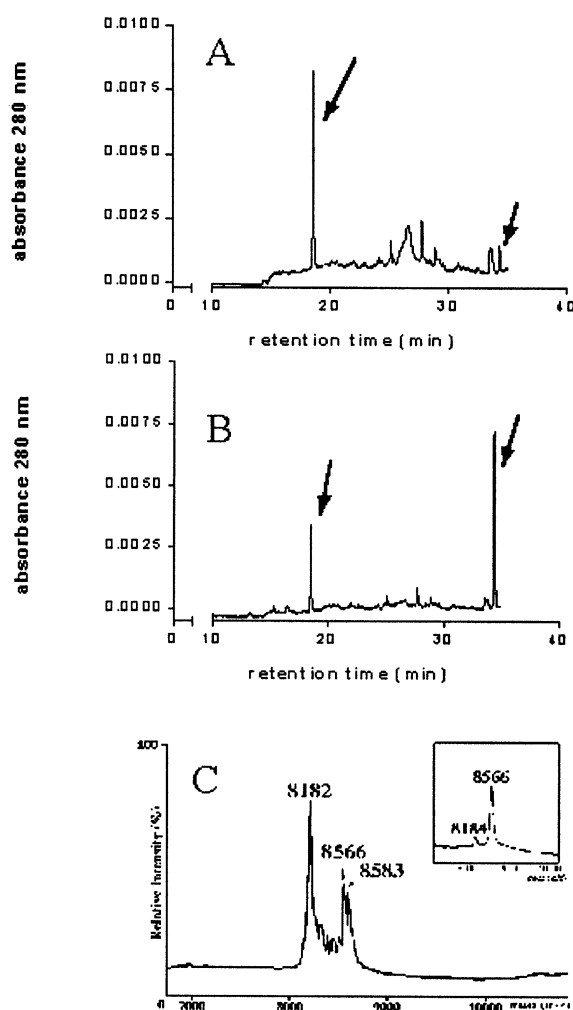 A
absorbance 280 nm
0.0100
0.0075
0.0050
0.0025
0.0000
0 10 20 30 40
retention time (min)
B
absorbance 280 nm
0.0100
0.0075
0.0050
0.0025
0.0000
0 10 20 30 40
retention time (min)
C
100
Relative Intensity (%)
8182
8566
8583
8566
8184
0 7000 8000 9000 10000